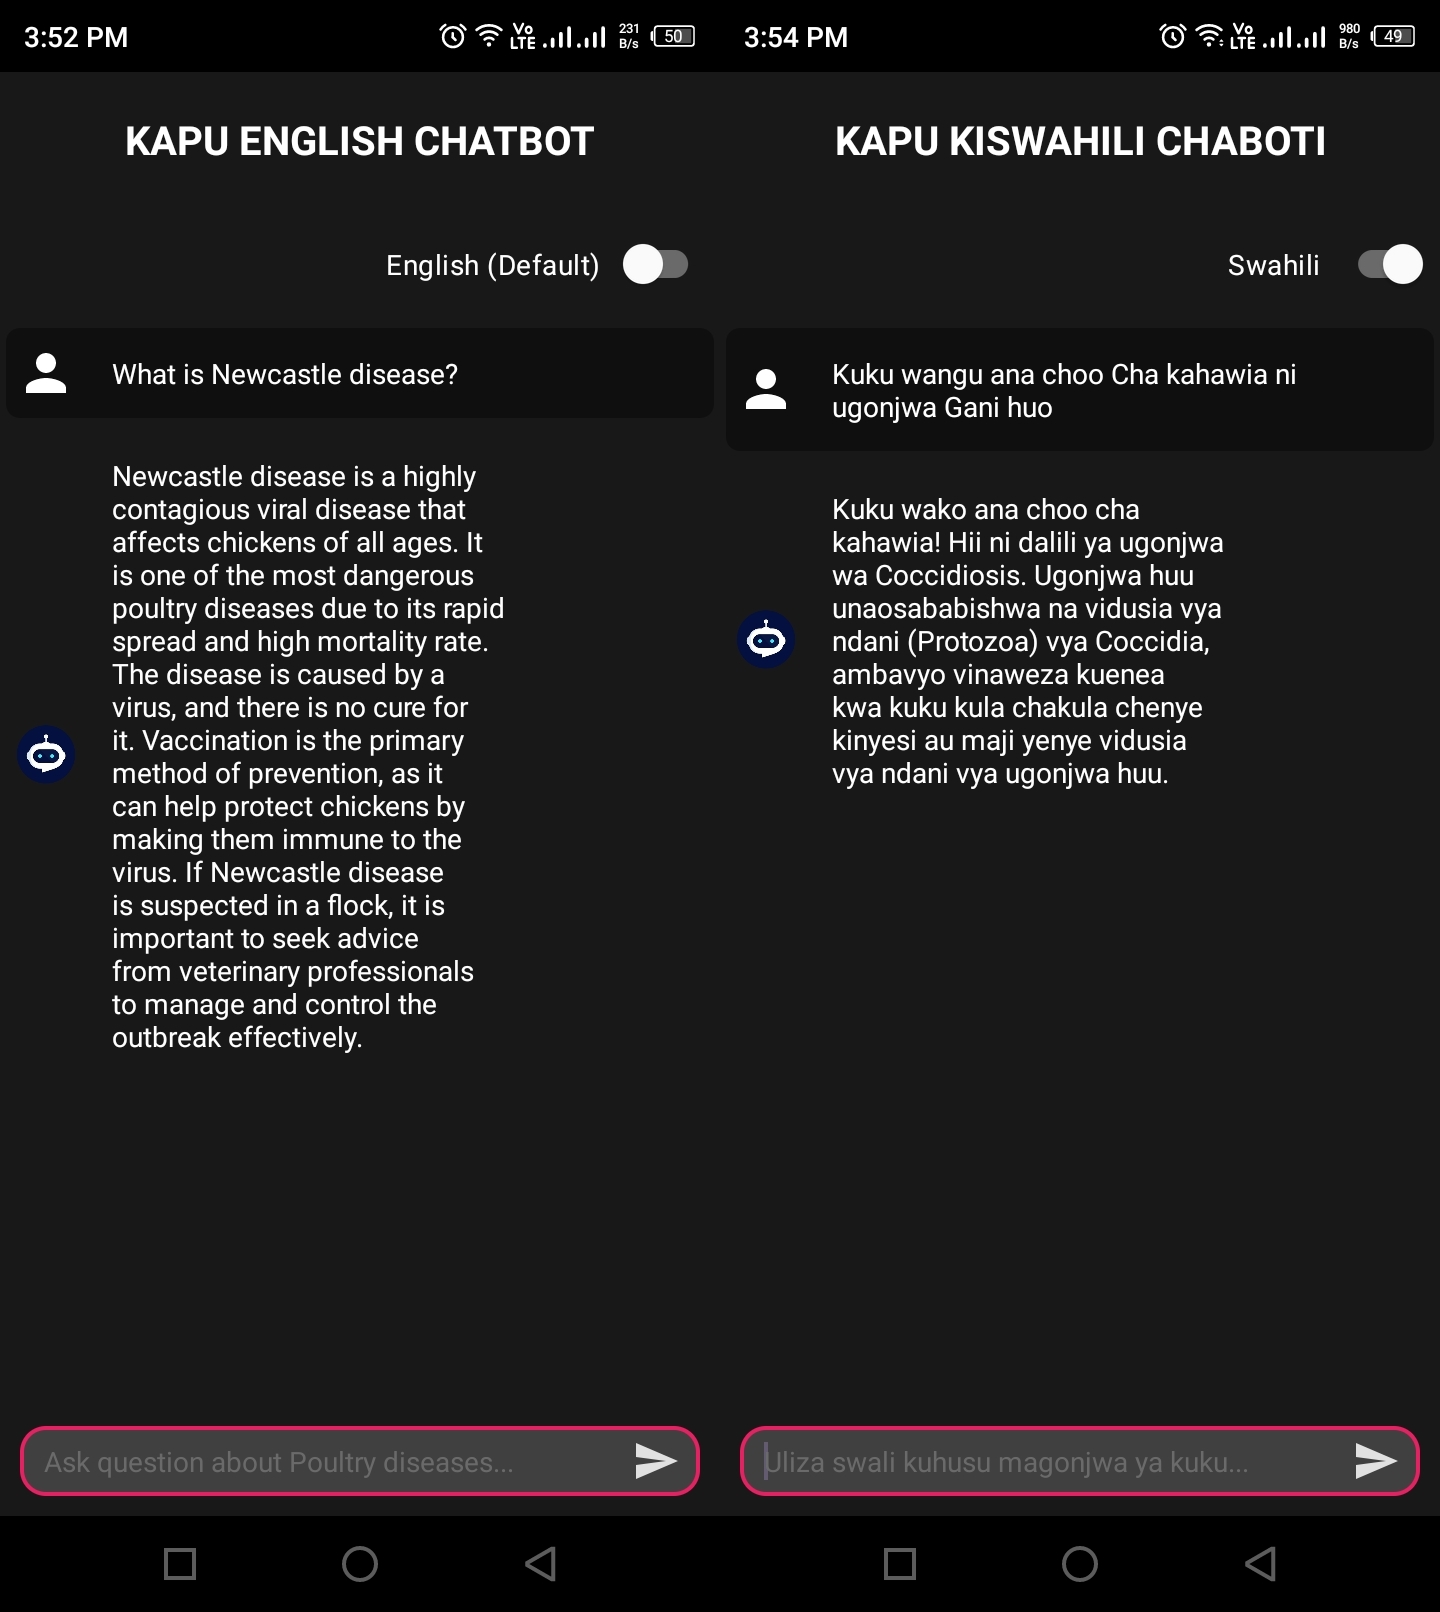 3:52 PM
Vo
LTE
231
B/s
50
KAPU ENGLISH CHATBOT
English (Default)
What is Newcastle disease?
Newcastle disease is a highly
contagious viral disease that
affects chickens of all ages. It
is one of the most dangerous
poultry diseases due to its rapid
spread and high mortality rate.
The disease is caused by a
virus, and there is no cure for
it. Vaccination is the primary
method of prevention, as it
can help protect chickens by
making them immune to the
virus. If Newcastle disease
is suspected in a flock, it is
important to seek advice
from veterinary professionals
to manage and control the
outbreak effectively.
Ask question about Poultry diseases...
3:54 PM
Vo
LTE
980
B/s
49
KAPU KISWAHILI CHABOTI
Swahili
Kuku wangu ana choo Cha kahawia ni
ugonjwa Gani huo
Kuku wako ana choo cha
kahawia! Hii ni dalili ya ugonjwa
wa Coccidiosis. Ugonjwa huu
unaosababishwa na vidusia vya
ndani (Protozoa) vya Coccidia,
ambavyo vinaweza kuenea
kwa kuku kula chakula chenye
kinyesi au maji yenye vidusia
vya ndani vya ugonjwa huu.
Uliza swali kuhusu magonjwa ya kuku...